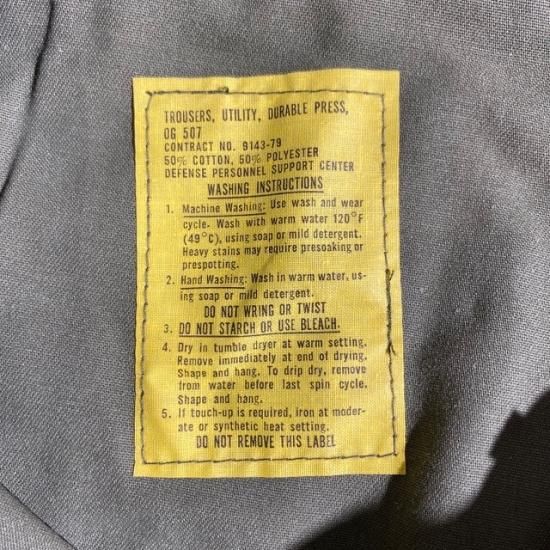 TROUSERS, UTILITY, DURABLE PRESS,
OG 507
CONTRACT NO. 9143-79
50% COTTON, 50% POLYESTER
DEFENSE PERSONNEL SUPPORT CENTER
WASHING INSTRUCTIONS
1. Machine Washing: Use wash and wear
cycle. Wash with warm water 120°F
(49°C), using soap or mild detergent.
Heavy stains may require presoaking or
prespotting.
2. Hand Washing: Wash in warm water, us-
ing soap or mild detergent.
DO NOT WRING OR TWIST
3. DO NOT STARCH OR USE BLEACH.
4. Dry in tumble dryer at warm setting.
Remove immediately at end of drying.
Shape and hang. To drip dry, remove
from water before last spin cycle.
Shape and hang.
5. If touch-up is required, iron at moder-
ate or synthetic heat setting.
DO NOT REMOVE THIS LABEL